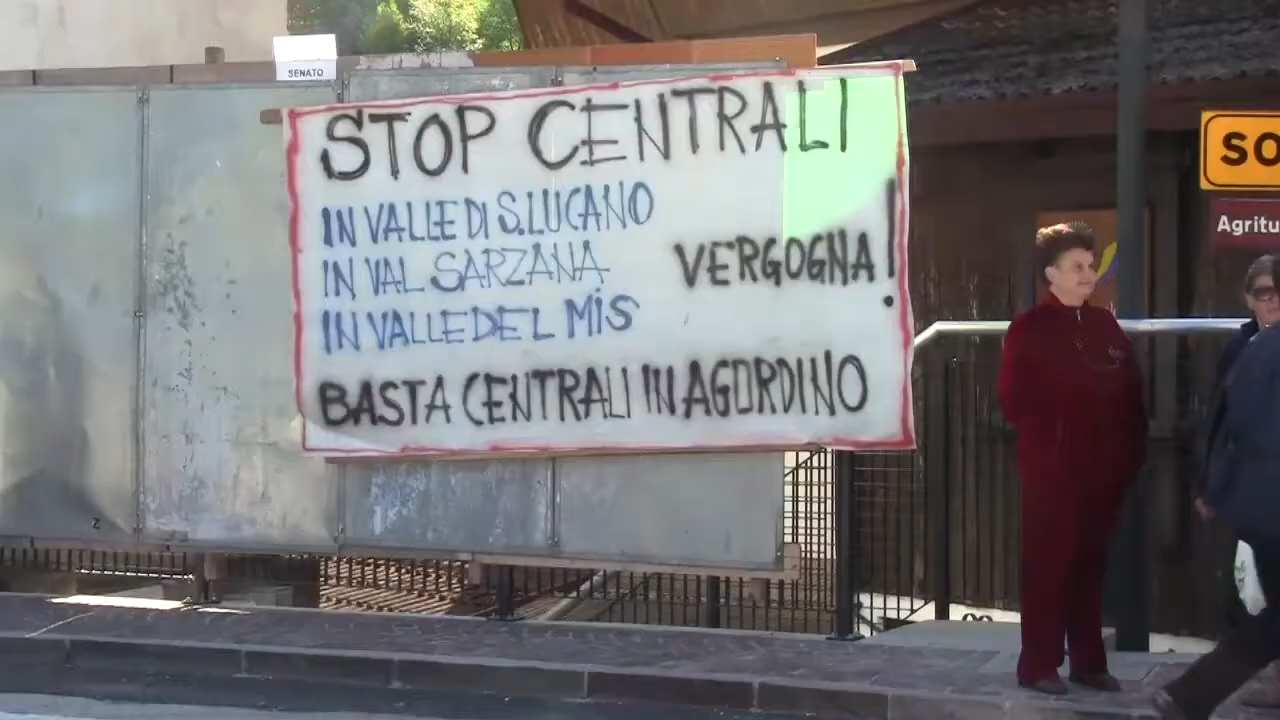 SENATO
STOP CENTRALI
IN VALLE DI S. LUCANO
IN VAL SARZANA
IN VALLE DEL MIS
VERGOGNA!
BASTA CENTRALI IN AGORDINO
SO
Agritu